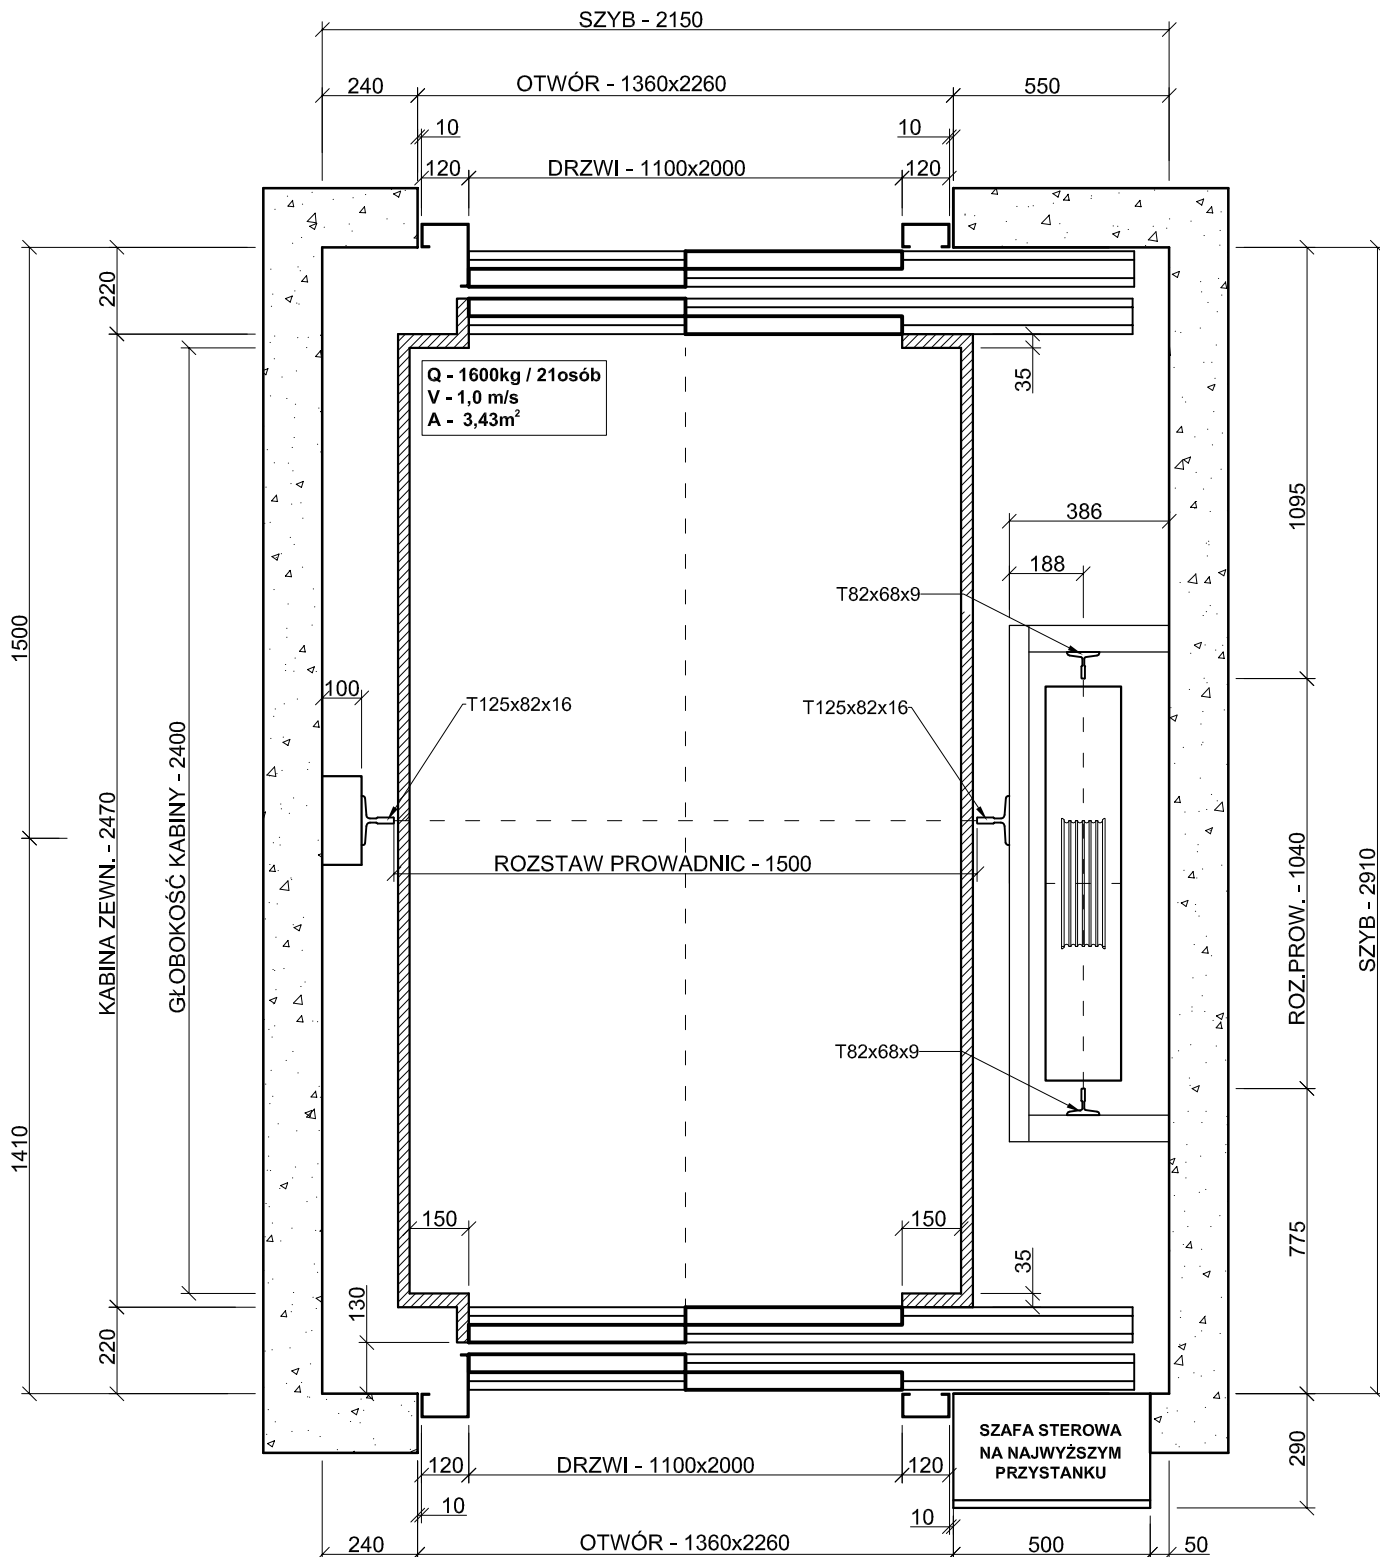 SZYB - 2150
240
OTWÓR - 1360x2260
550
10
10
120
DRZWI - 1100x2000
120
220
35
Q - 1600kg / 21osób
V - 1,0 m/s
A - 3,43m²
1095
386
188
T82x68x9
1500
100
T125x82x16
T125x82x16
KABINA ZEWN. - 2470
GŁOBOKOŚĆ KABINY - 2400
ROZSTAW PROWADNIC - 1500
ROZ.PROW. - 1040
SZYB - 2910
T82x68x9
1410
150
150
775
35
130
220
SZAFA STEROWA
NA NAJWYŻSZYM
PRZYSTANKU
290
120
DRZWI - 1100x2000
120
10
10
240
OTWÓR - 1360x2260
500
50